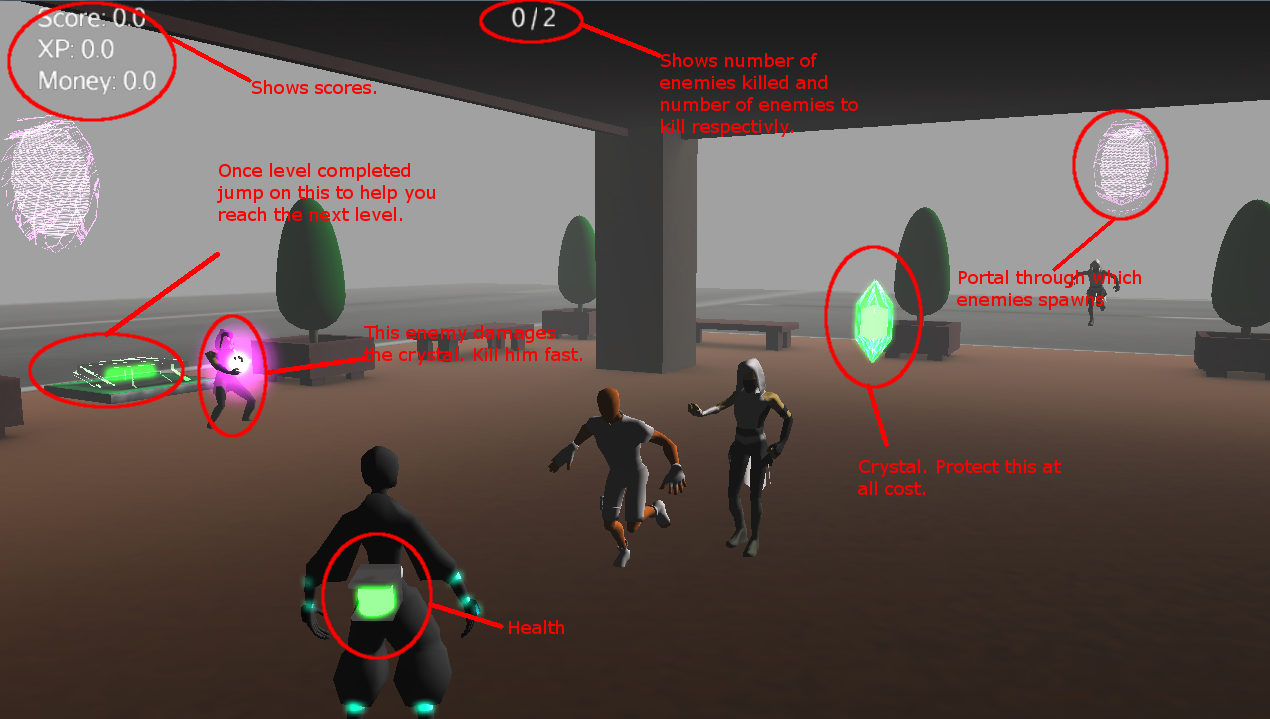 Score: 0.0
XP: 0.0
Money: 0.0
0/2
Shows scores.
Shows number of
enemies killed and
number of enemies to
kill respectivly.
Once level completed
jump on this to help you
reach the next level.
Portal through which
enemies spawns
This enemy damages
the crystal. Kill him fast.
Crystal. Protect this at
all cost.
Health